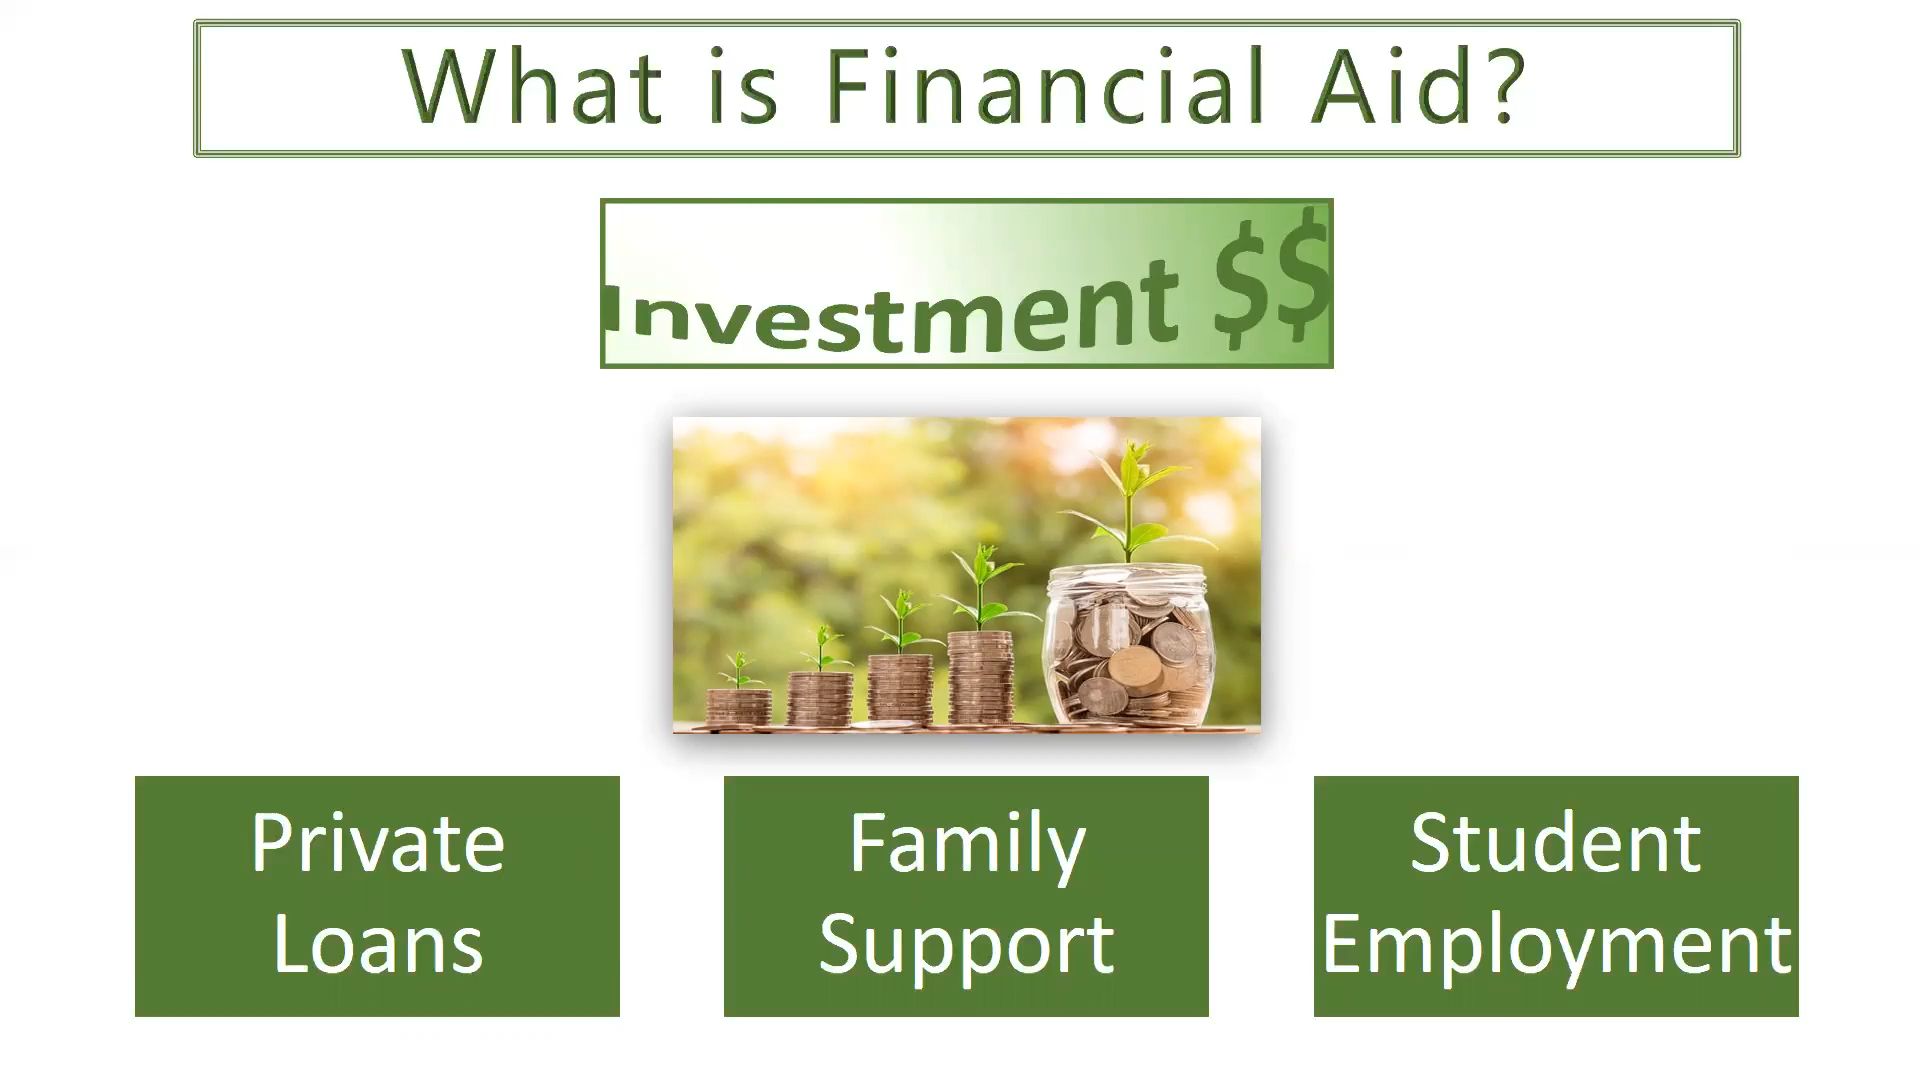 What is Financial Aid?
Investment $$
Private
Loans
Family
Support
Student
Employment